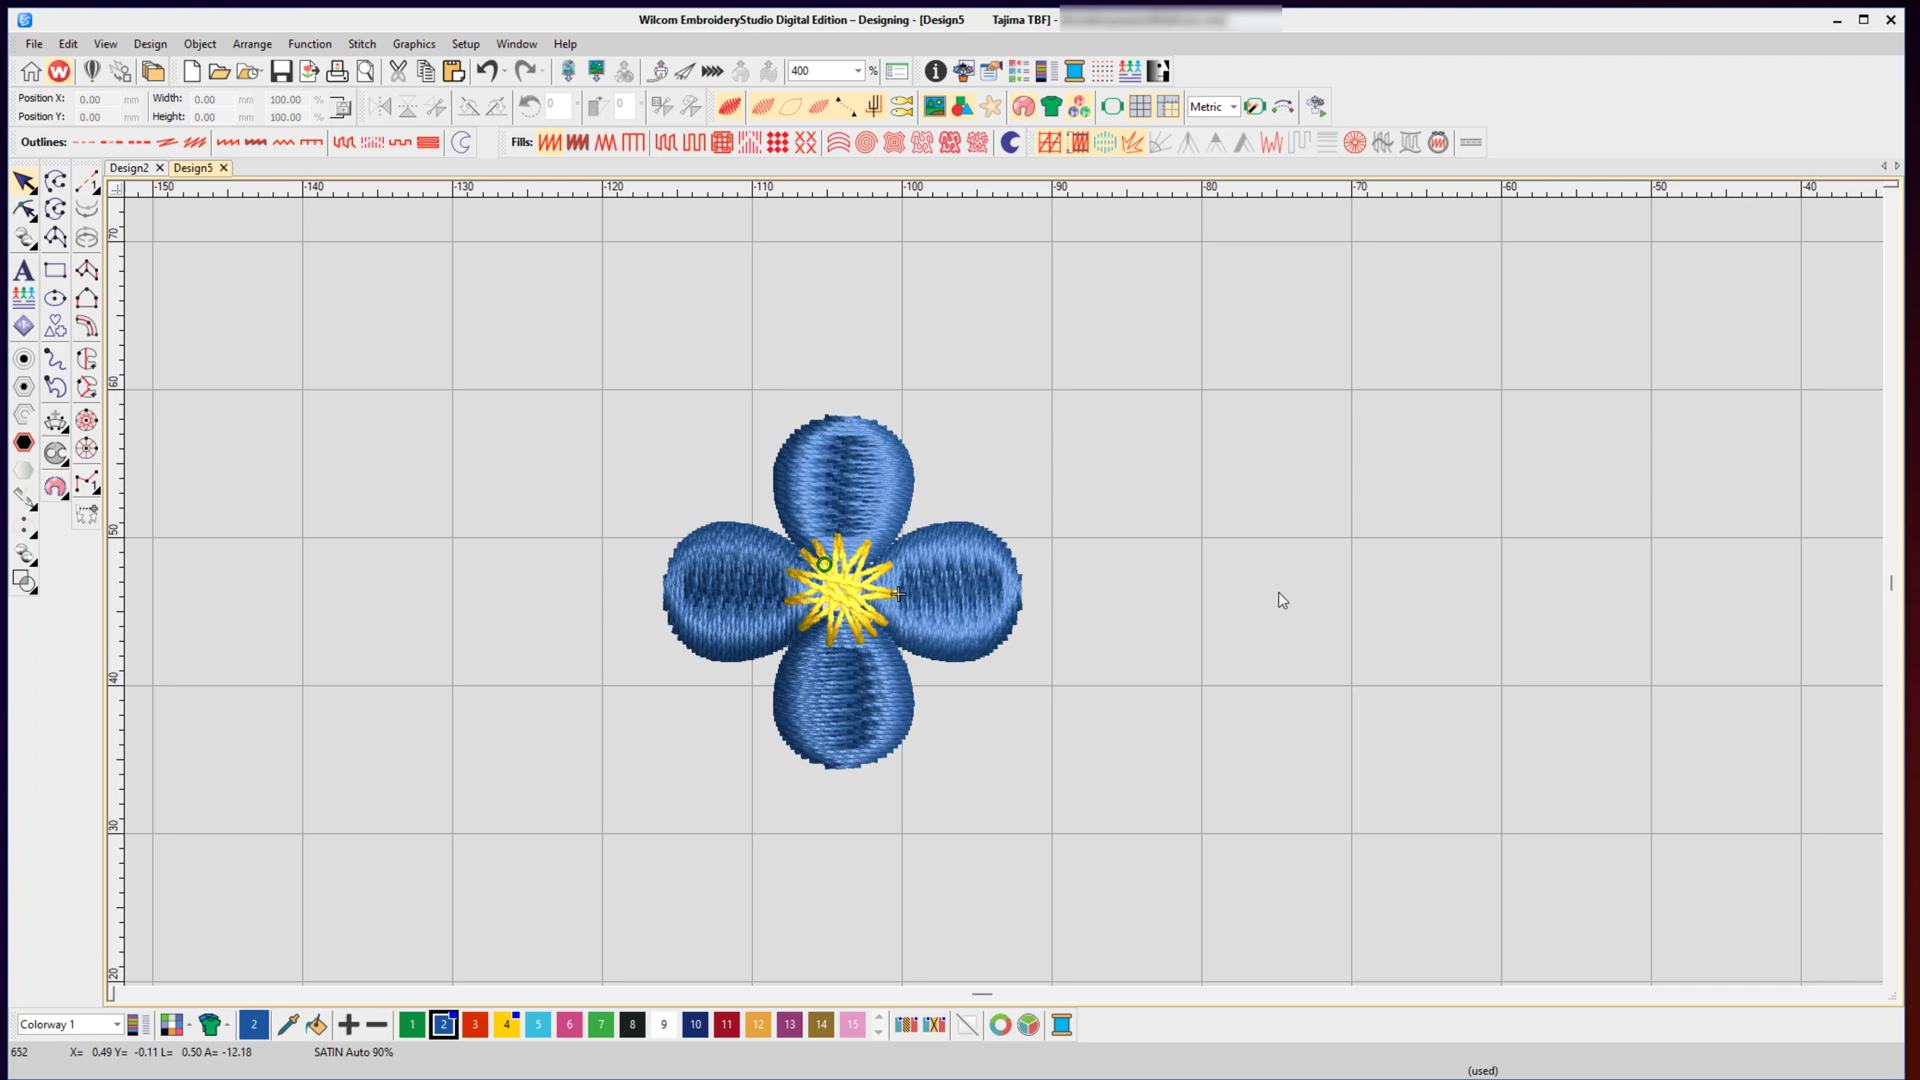 Wilcom EmbroideryStudio Digital Edition – Designing - [Design5 Tajima TBF] -
File Edit View Design Object Arrange Function Stitch Graphics Setup Window Help
400 %
Position X: 0.00 mm Width: 0.00 mm 100.00 % 0 0 Metric
Position Y: 0.00 mm Height: 0.00 mm 100.00 %
Outlines: Fills:
Design2 Design5
-150 -140 -130 -120 -110 -100 -90 -80 -70 -60 -50 -40
70
60
50
40
30
20
Colorway 1 2 1 2 3 4 5 6 7 8 9 10 11 12 13 14 15
652 X= 0.49 Y= -0.11 L= 0.50 A= -12.18 SATIN Auto 90%
(used)